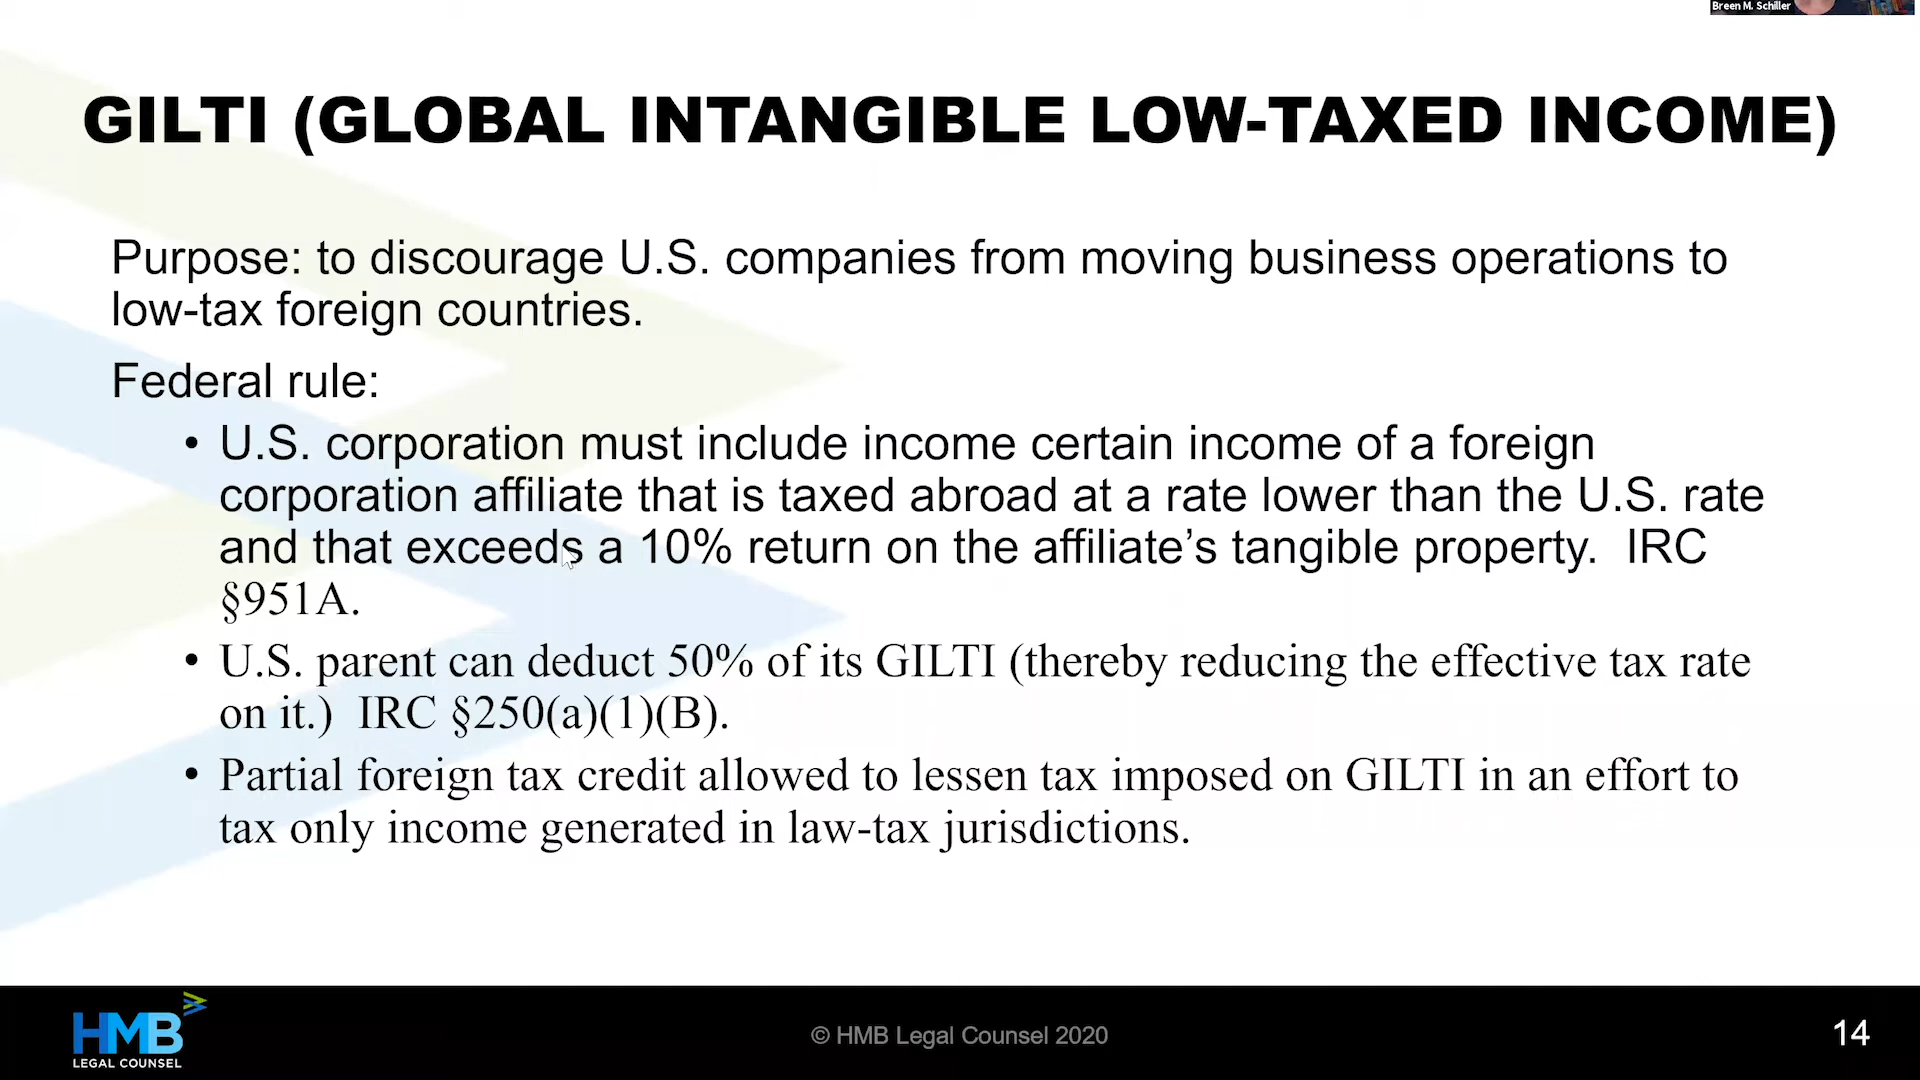 Breen M. Schiller
GILTI (GLOBAL INTANGIBLE LOW-TAXED INCOME)
Purpose: to discourage U.S. companies from moving business operations to
low-tax foreign countries.
Federal rule:
• U.S. corporation must include income certain income of a foreign
corporation affiliate that is taxed abroad at a rate lower than the U.S. rate
and that exceeds a 10% return on the affiliate’s tangible property.  IRC
§951A.
• U.S. parent can deduct 50% of its GILTI (thereby reducing the effective tax rate
on it.)  IRC §250(a)(1)(B).
• Partial foreign tax credit allowed to lessen tax imposed on GILTI in an effort to
tax only income generated in law-tax jurisdictions.
HMB
LEGAL COUNSEL
© HMB Legal Counsel 2020
14